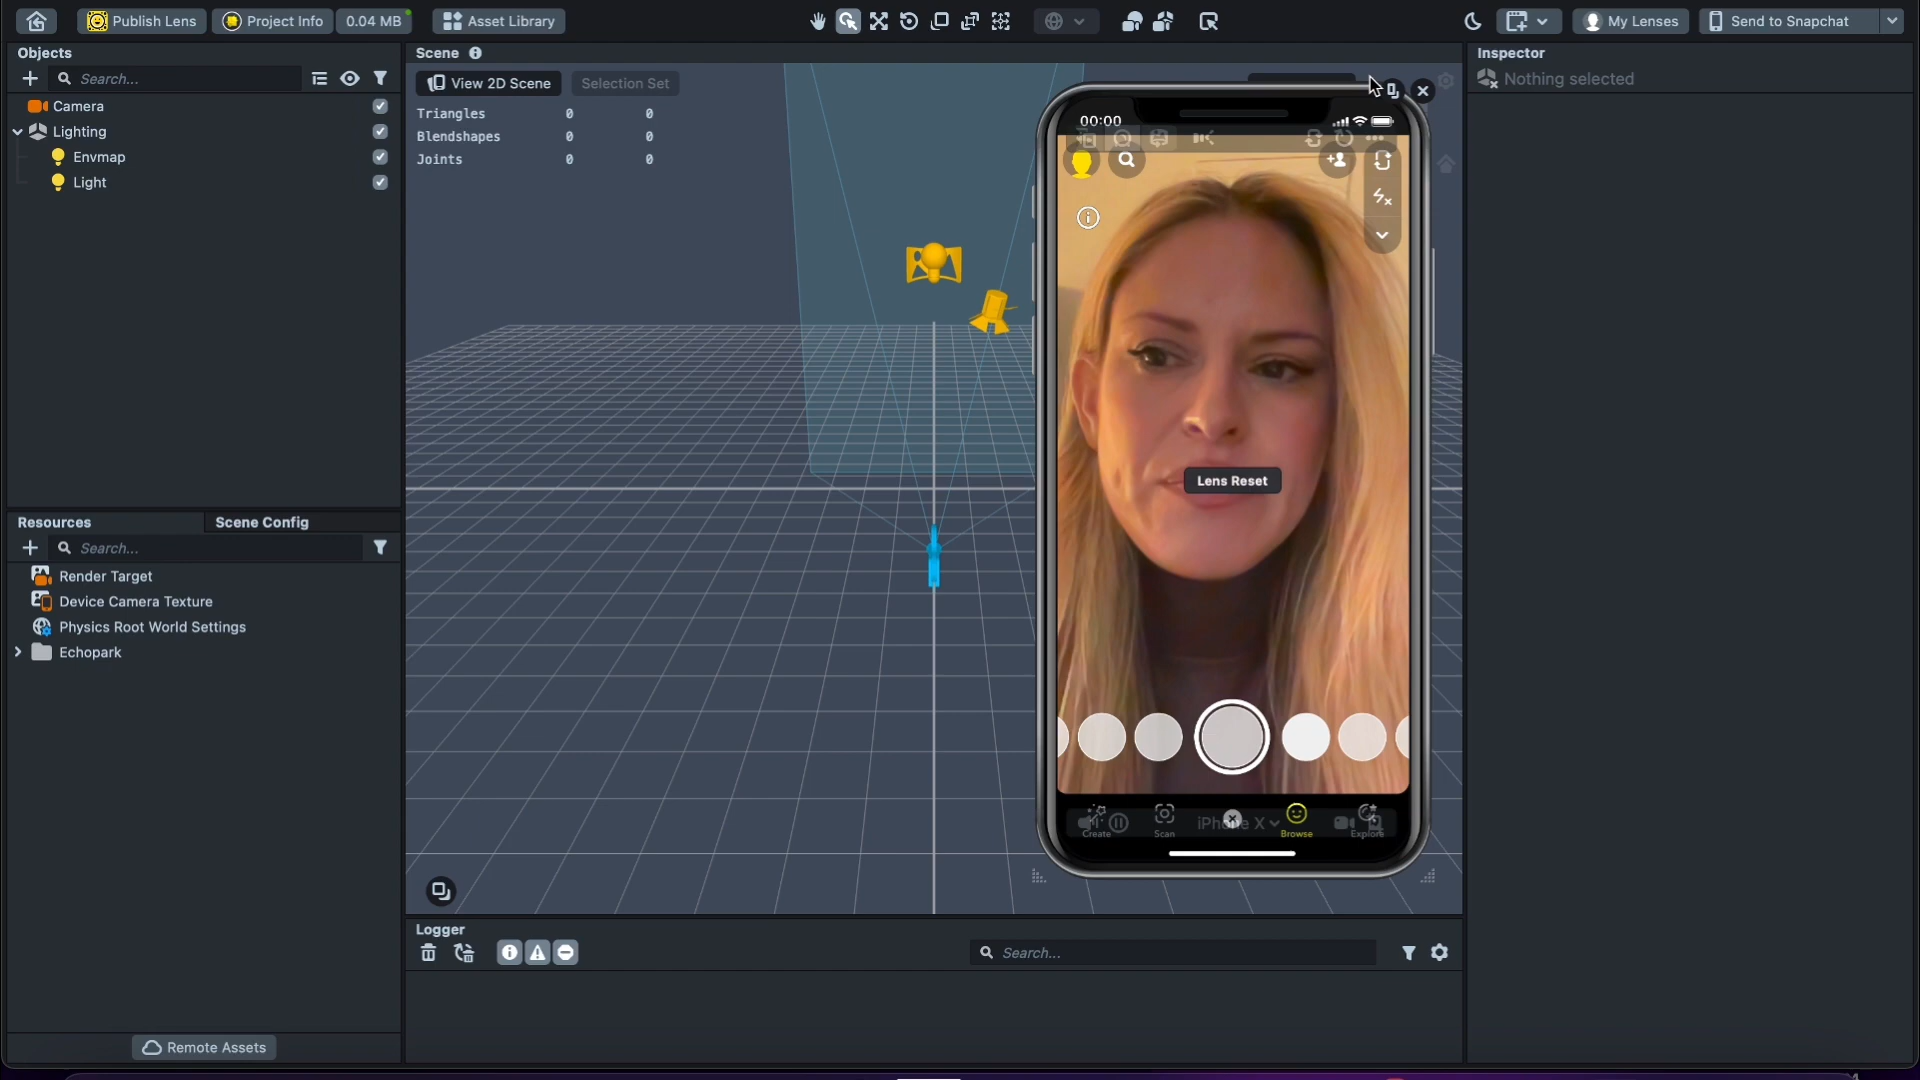 Publish Lens
Project Info
0.04 MB
Asset Library
My Lenses
Send to Snapchat
Objects
Search...
Camera
Lighting
Envmap
Light
Resources
Scene Config
Search...
Render Target
Device Camera Texture
Physics Root World Settings
Echopark
Remote Assets
Scene
View 2D Scene
Selection Set
Triangles 0 0
Blendshapes 0 0
Joints 0 0
00:00
Lens Reset
Create
Scan
iPhone X
Browse
Explore
Logger
Search...
Inspector
Nothing selected